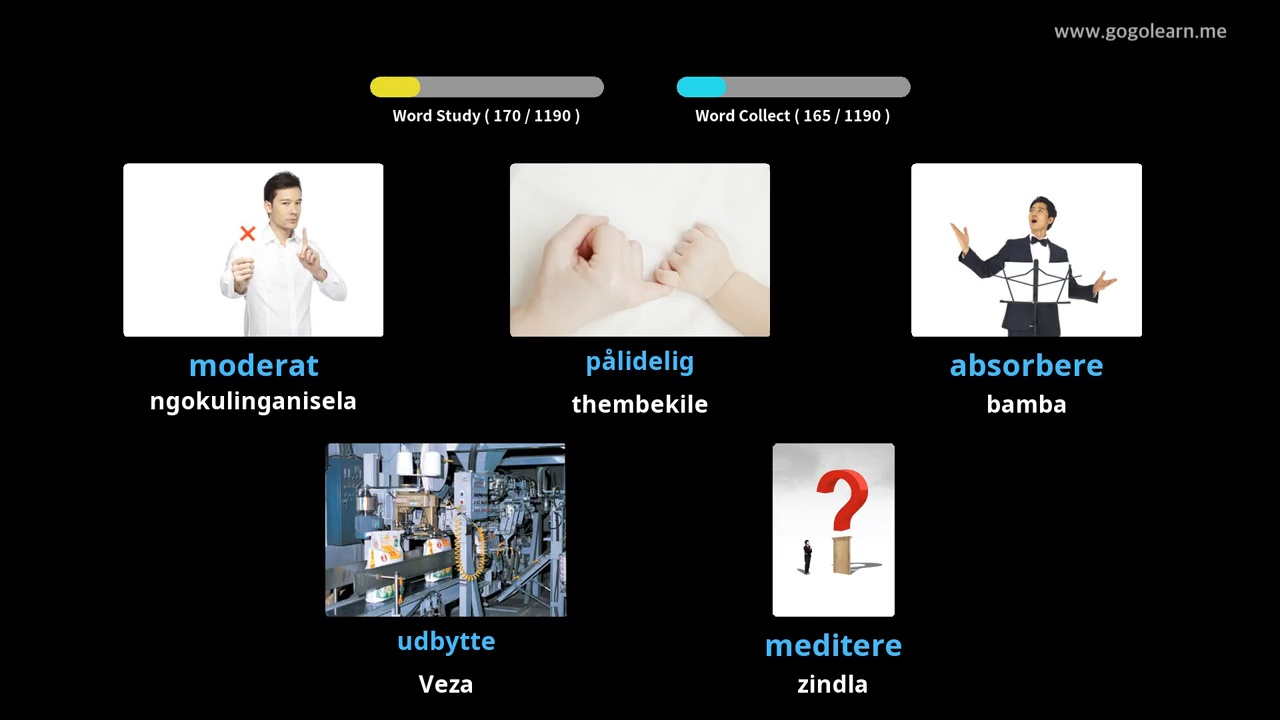 www.gogolearn.me
Word Study ( 170 / 1190 )
Word Collect ( 165 / 1190 )
moderat
ngokulinganisela
pålidelig
thembekile
absorbere
bamba
udbytte
Veza
meditere
zindla